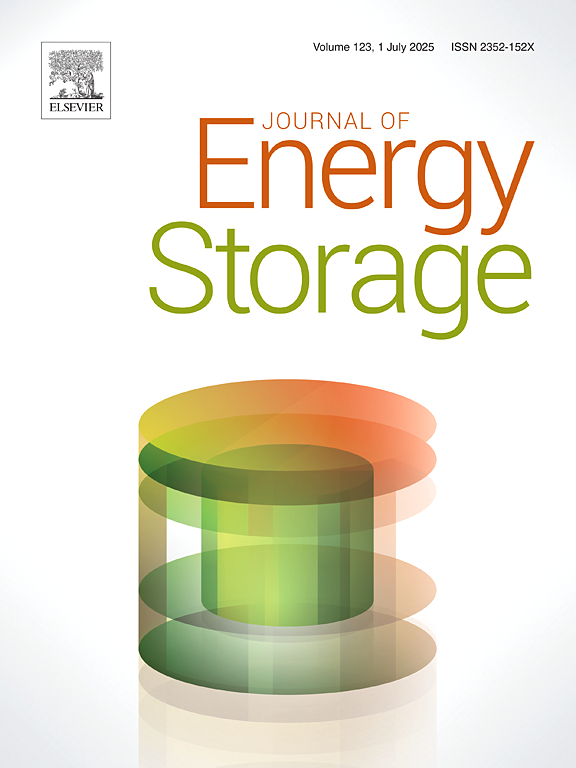 Volume 123, 1 July 2025 ISSN 2352-152X
ELSEVIER
JOURNAL OF
Energy
Storage